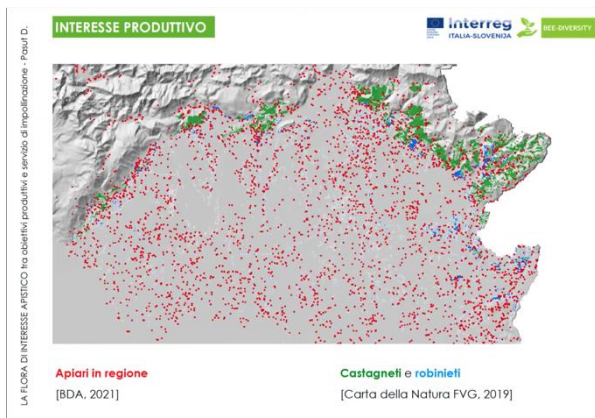 INTERESSE PRODUTTIVO
Interreg
ITALIA-SLOVENIJA
BEE-DIVERSITY
LA FLORA DI INTERESSE APISTICO tra obiettivi produttivi e servizio di impollinazione - Pasut D.
Apiari in regione
[BDA, 2021]
Castagneti e robinieti
[Carta della Natura FVG, 2019]